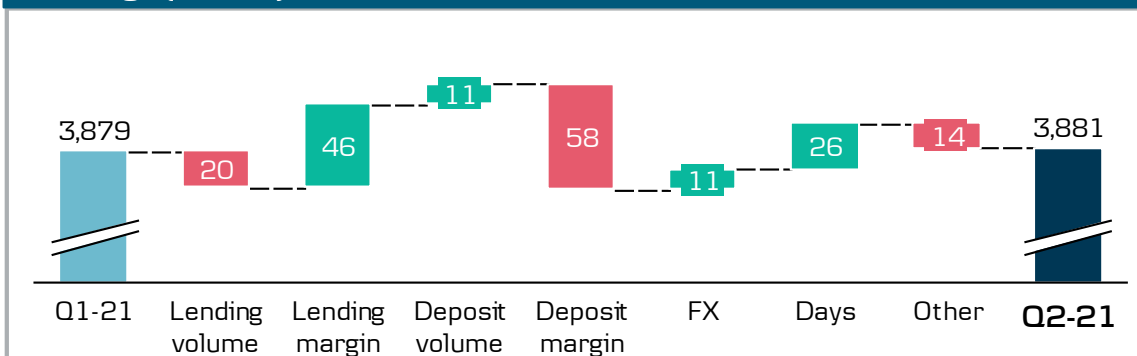 3,879
20
46
11
58
11
26
14
3,881
Q1-21
Lending volume
Lending margin
Deposit volume
Deposit margin
FX
Days
Other
Q2-21